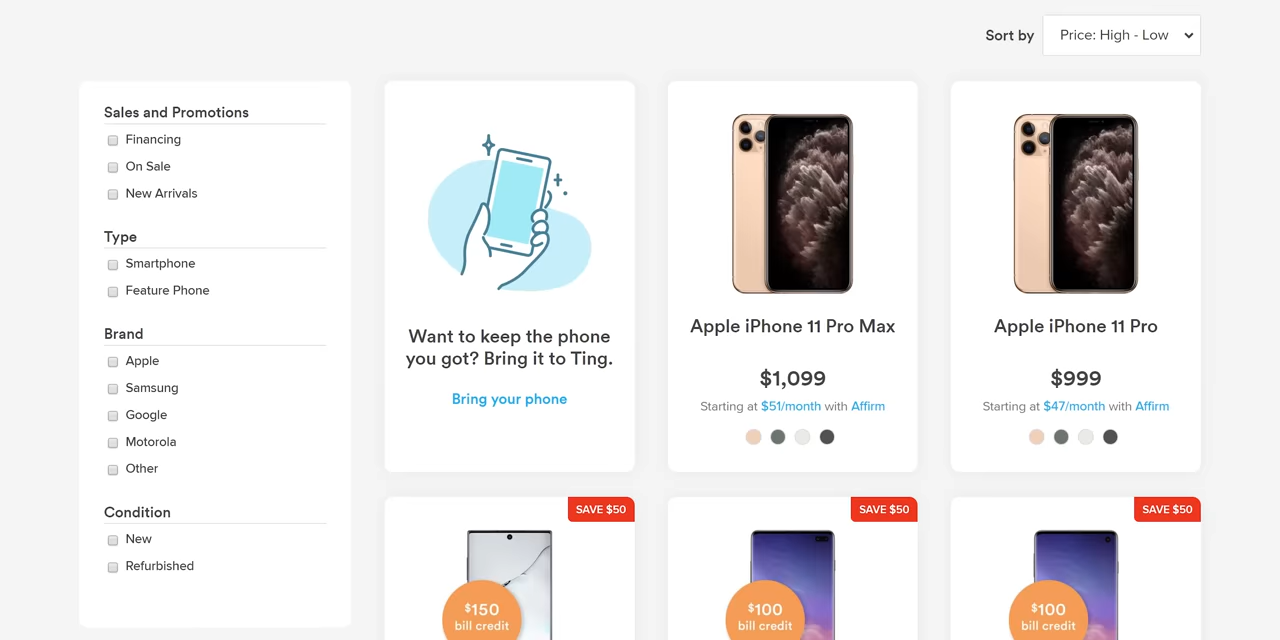 Sort by
Price: High - Low
Sales and Promotions
Financing
On Sale
New Arrivals
Type
Smartphone
Feature Phone
Brand
Apple
Samsung
Google
Motorola
Other
Condition
New
Refurbished
Want to keep the phone
you got? Bring it to Ting.
Bring your phone
Apple iPhone 11 Pro Max
$1,099
Starting at $51/month with Affirm
Apple iPhone 11 Pro
$999
Starting at $47/month with Affirm
SAVE $50
$150
bill credit
SAVE $50
$100
bill credit
SAVE $50
$100
bill credit